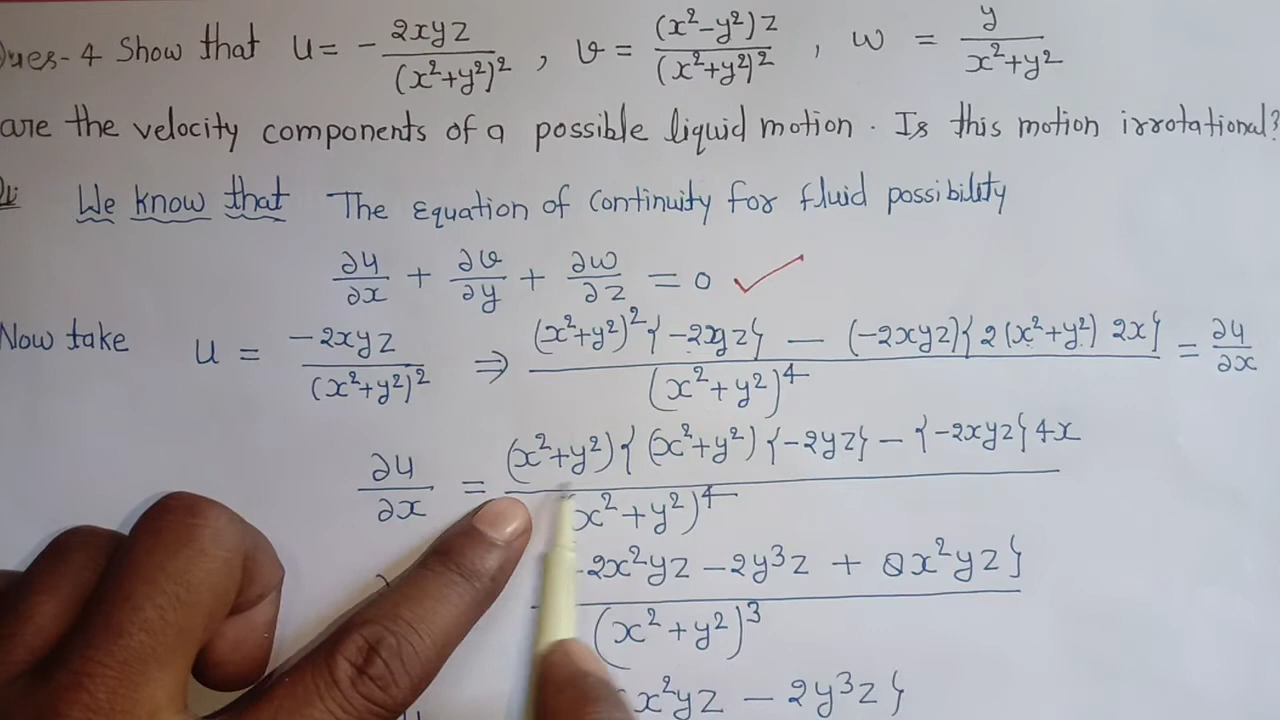 Ques-4 Show that u = - 2xyz/(x²+y²)² , v = (x²-y²)z/(x²+y²)² , w = y/(x²+y²)
are the velocity components of a possible liquid motion. Is this motion irrotational?
We know that The Equation of Continuity for fluid possibility
∂u/∂x + ∂v/∂y + ∂w/∂z = 0 ✓
Now take u = -2xyz/(x²+y²)² ⇒ (x²+y²)²{-2yz} - (-2xyz){2(x²+y²) 2x}/(x²+y²)⁴ = ∂u/∂x
∂u/∂x = (x²+y²){(x²+y²){-2yz} - {-2xyz}4x/(x²+y²)⁴
-2x²yz - 2y³z + 8x²yz}/(x²+y²)³
x²yz - 2y³z}